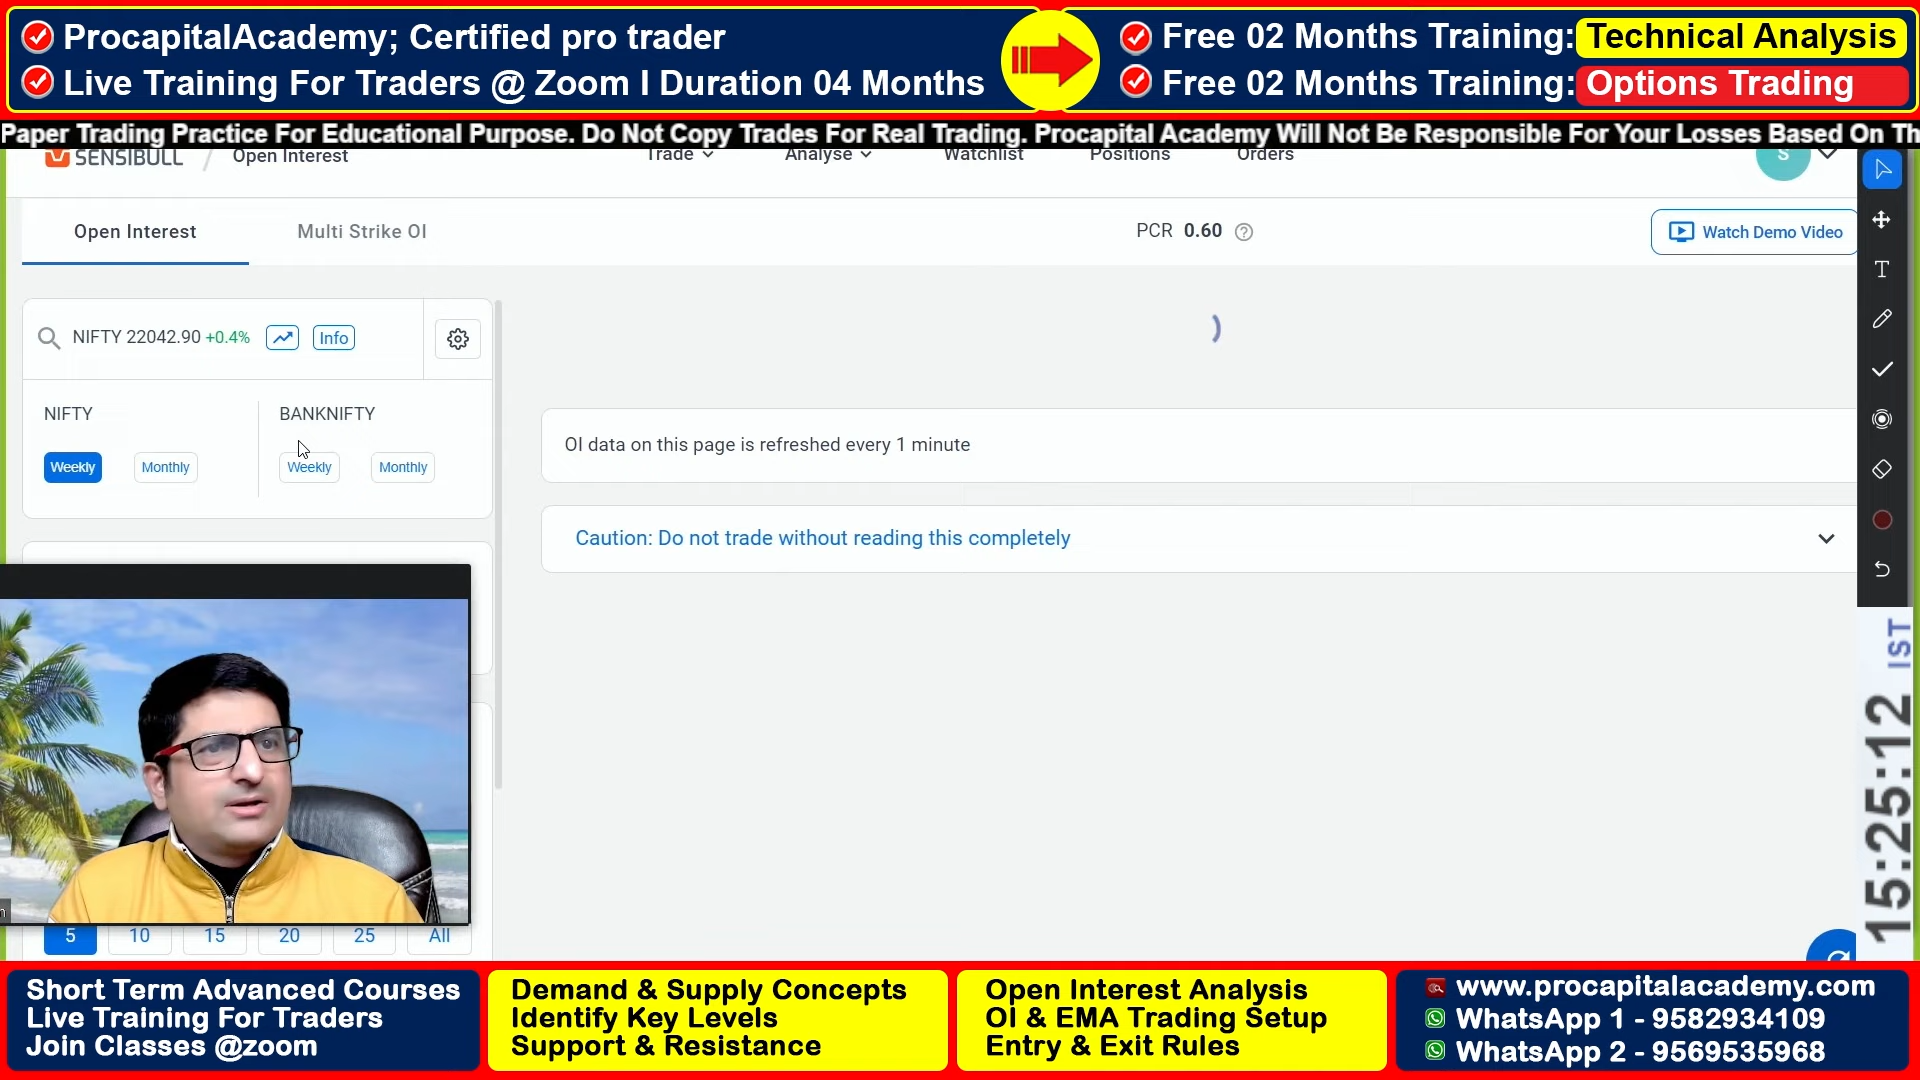 ProcapitalAcademy; Certified pro trader
Live Training For Traders @ Zoom I Duration 04 Months
Free 02 Months Training: Technical Analysis
Free 02 Months Training: Options Trading
Paper Trading Practice For Educational Purpose. Do Not Copy Trades For Real Trading. Procapital Academy Will Not Be Responsible For Your Losses Based On Th
SENSIBULL / Open Interest
Trade
Analyse
Watchlist
Positions
Orders
S
Open Interest
Multi Strike OI
PCR 0.60
Watch Demo Video
NIFTY 22042.90 +0.4%
Info
NIFTY
BANKNIFTY
Weekly
Monthly
Weekly
Monthly
OI data on this page is refreshed every 1 minute
Caution: Do not trade without reading this completely
15:25:12 IST
5
10
15
20
25
All
Short Term Advanced Courses
Live Training For Traders
Join Classes @zoom
Demand & Supply Concepts
Identify Key Levels
Support & Resistance
Open Interest Analysis
OI & EMA Trading Setup
Entry & Exit Rules
www.procapitalacademy.com
WhatsApp 1 - 9582934109
WhatsApp 2 - 9569535968